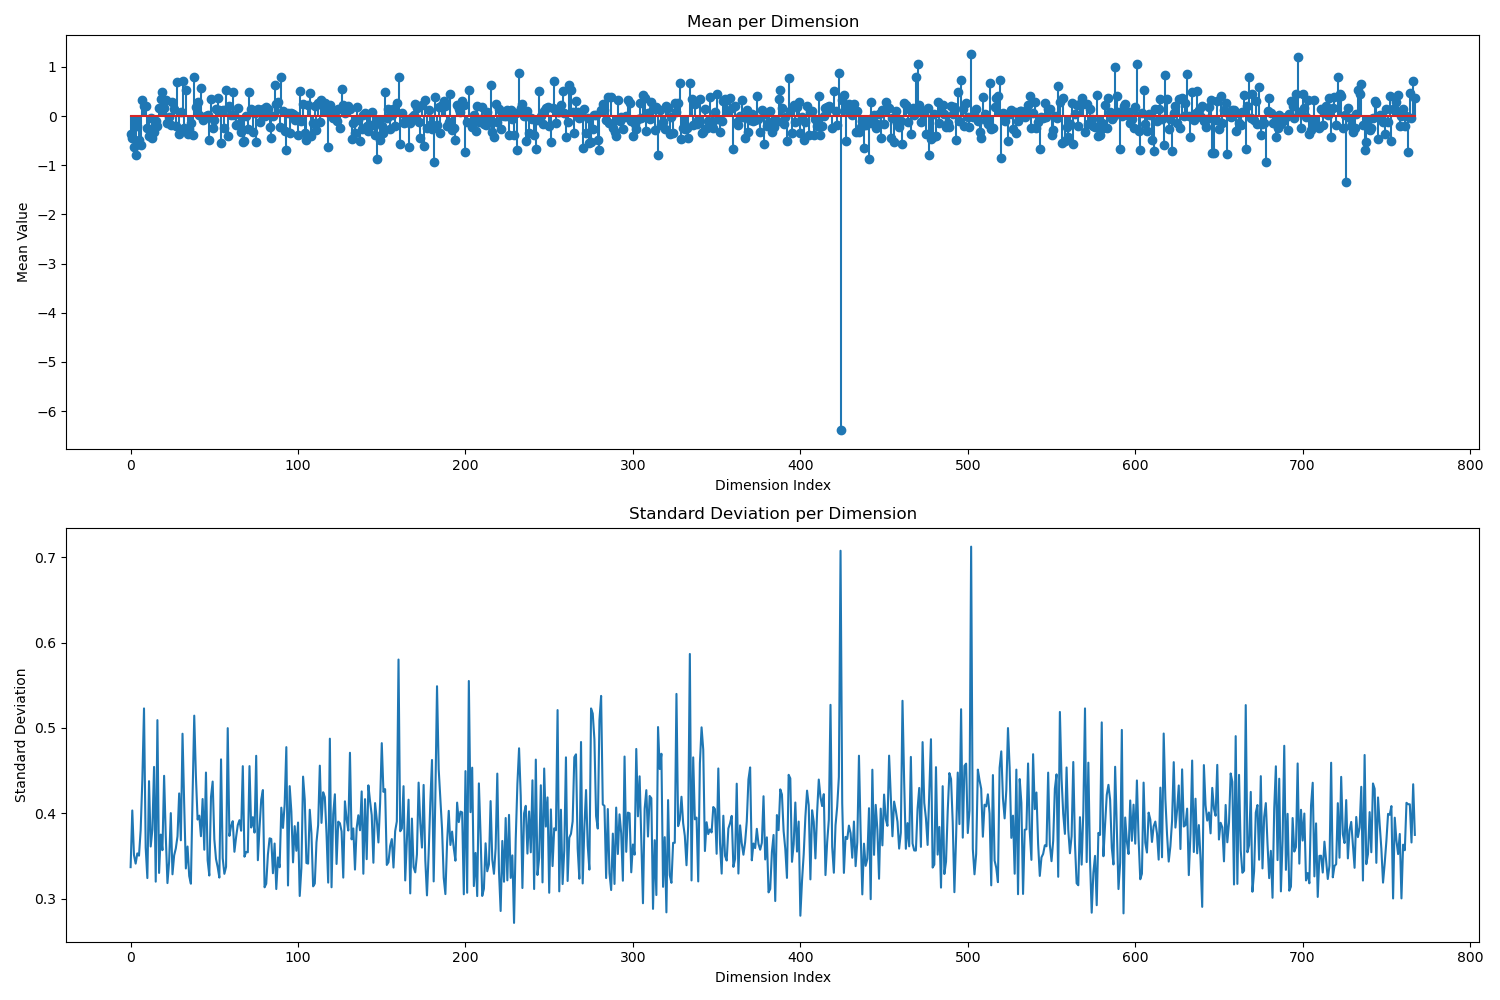 Mean per Dimension
1
0
−1
−2
−3
−4
−5
−6
Mean Value
0 100 200 300 400 500 600 700 800
Dimension Index
Standard Deviation per Dimension
0.7
0.6
0.5
0.4
0.3
Standard Deviation
0 100 200 300 400 500 600 700 800
Dimension Index